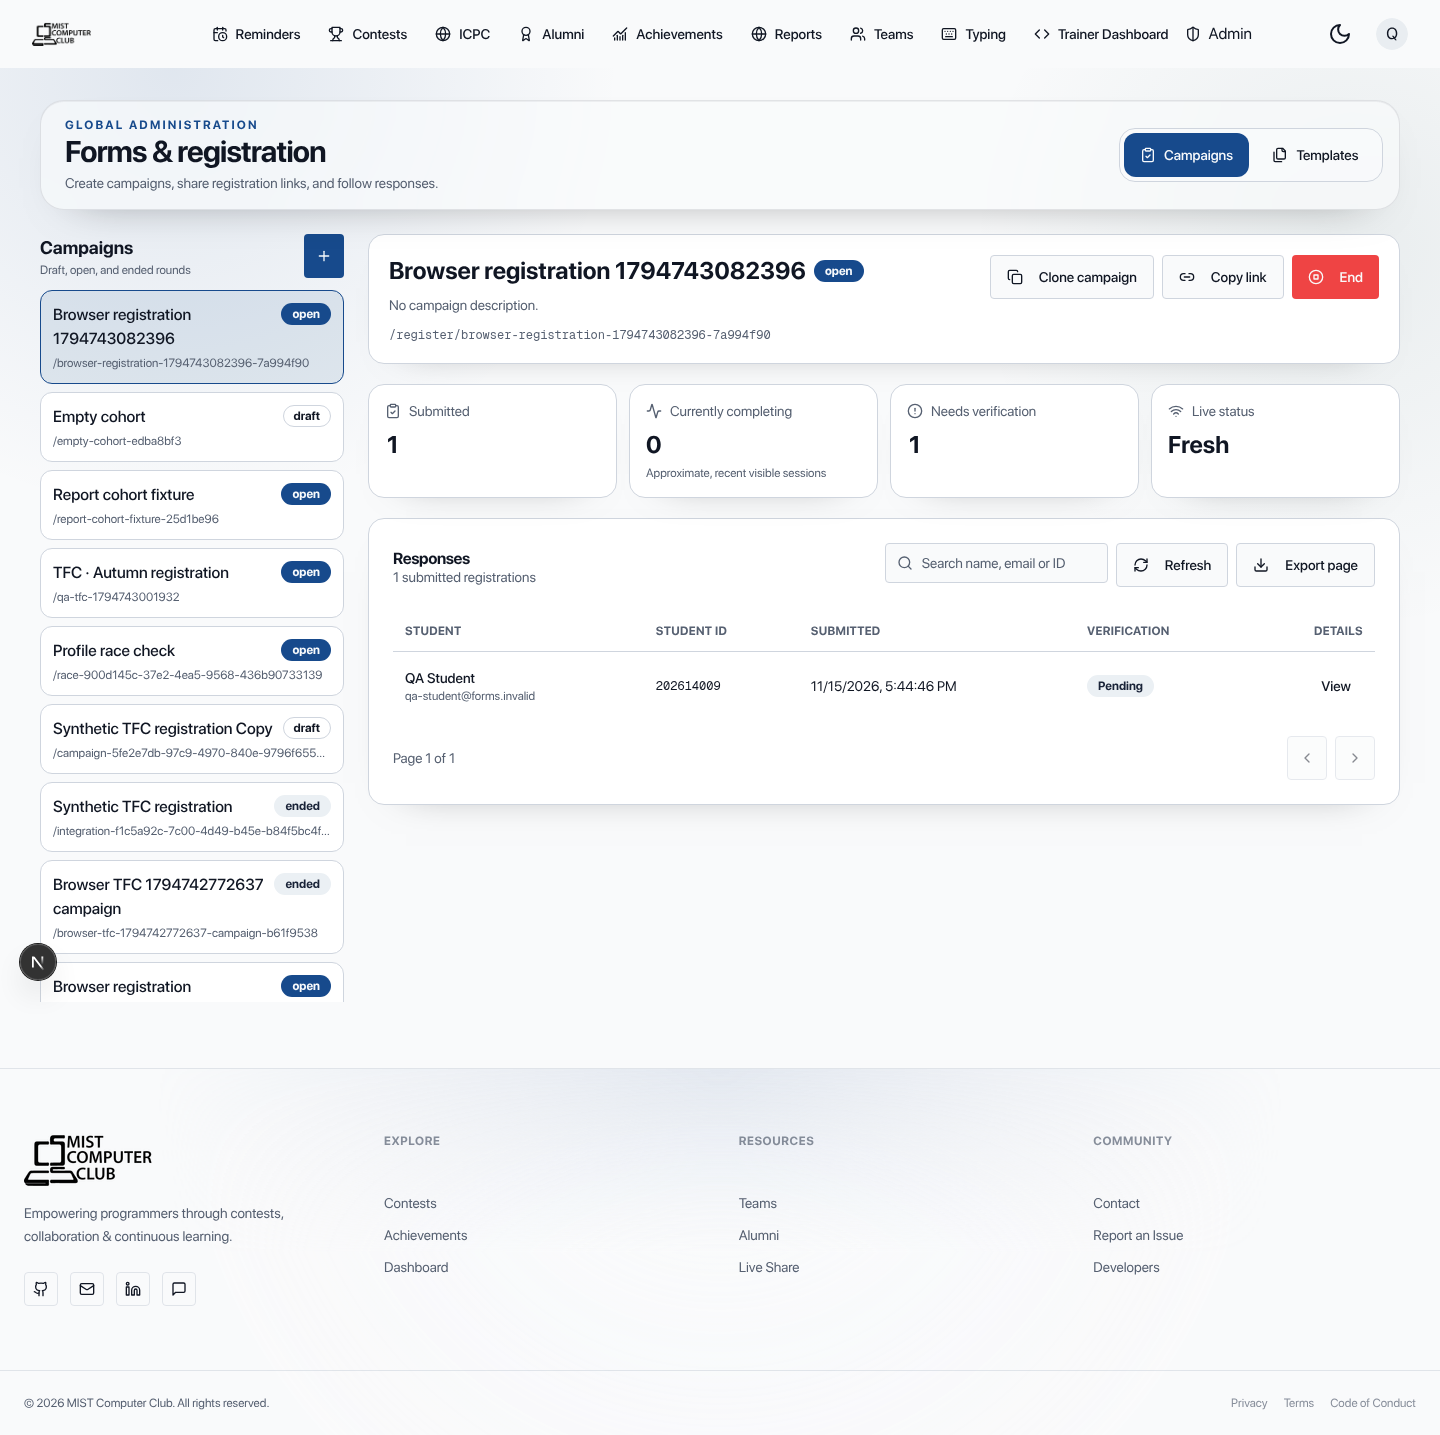 MIST COMPUTER CLUB
Reminders
Contests
ICPC
Alumni
Achievements
Reports
Teams
Typing
Trainer Dashboard
Admin
Q
GLOBAL ADMINISTRATION
Forms & registration
Create campaigns, share registration links, and follow responses.
Campaigns
Templates
Campaigns
Draft, open, and ended rounds
Browser registration
1794743082396
open
/browser-registration-1794743082396-7a994f90
Empty cohort
draft
/empty-cohort-edba8bf3
Report cohort fixture
open
/report-cohort-fixture-25d1be96
TFC · Autumn registration
open
/qa-tfc-1794743001932
Profile race check
open
/race-900d145c-37e2-4ea5-9568-436b90733139
Synthetic TFC registration Copy
draft
/campaign-5fe2e7db-97c9-4970-840e-9796f655...
Synthetic TFC registration
ended
/integration-f1c5a92c-7c00-4d49-b45e-b84f5bc4f...
Browser TFC 1794742772637
campaign
ended
/browser-tfc-1794742772637-campaign-b61f9538
Browser registration
open
N
Browser registration 1794743082396
open
No campaign description.
/register/browser-registration-1794743082396-7a994f90
Clone campaign
Copy link
End
Submitted
1
Currently completing
0
Approximate, recent visible sessions
Needs verification
1
Live status
Fresh
Responses
1 submitted registrations
Search name, email or ID
Refresh
Export page
STUDENT
STUDENT ID
SUBMITTED
VERIFICATION
DETAILS
QA Student
qa-student@forms.invalid
202614009
11/15/2026, 5:44:46 PM
Pending
View
Page 1 of 1
MIST
COMPUTER
CLUB
Empowering programmers through contests,
collaboration & continuous learning.
EXPLORE
Contests
Achievements
Dashboard
RESOURCES
Teams
Alumni
Live Share
COMMUNITY
Contact
Report an Issue
Developers
© 2026 MIST Computer Club. All rights reserved.
Privacy
Terms
Code of Conduct